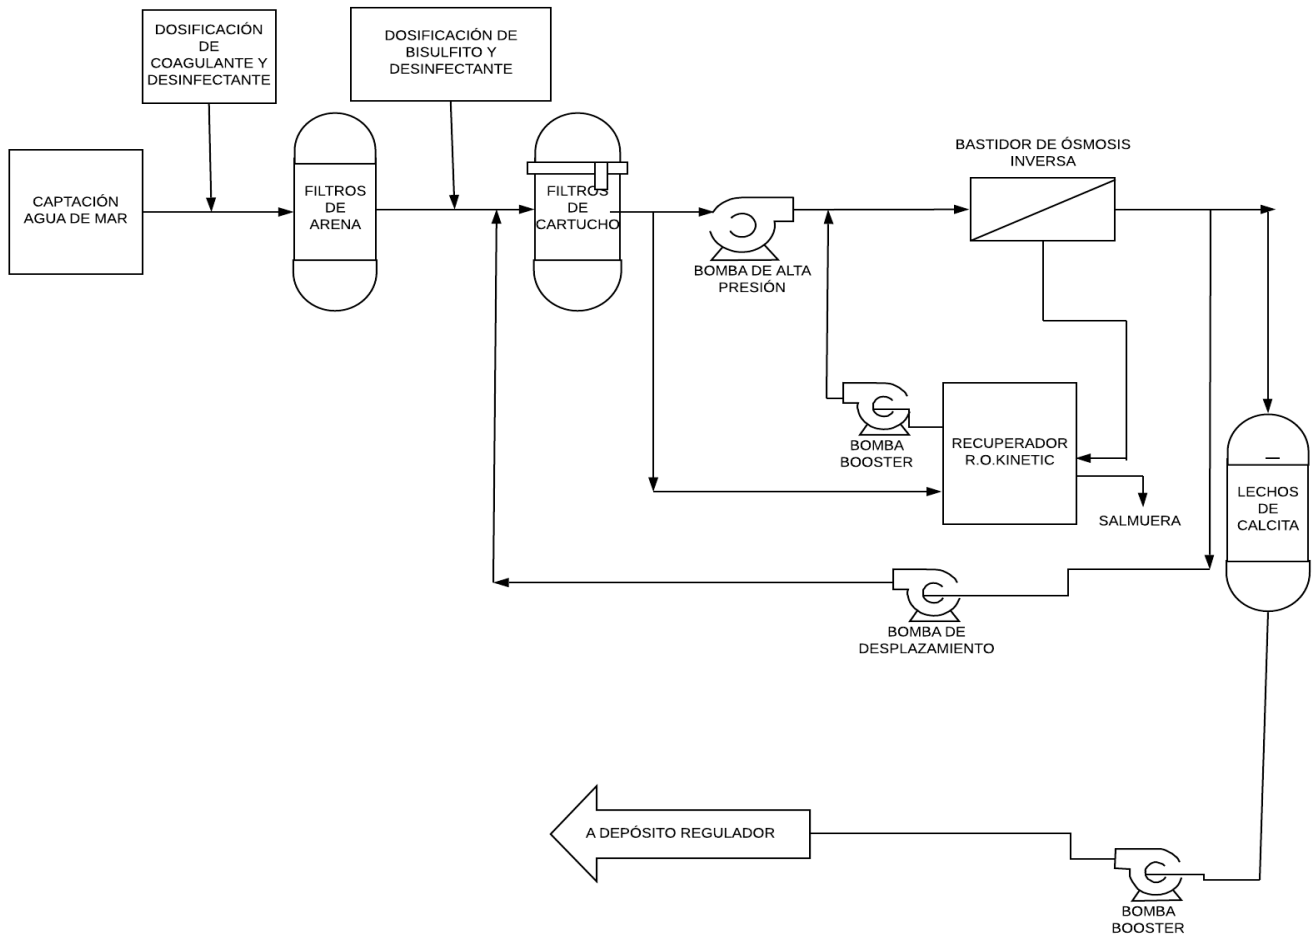 DOSIFICACIÓN
DE
COAGULANTE Y
DESINFECTANTE
DOSIFICACIÓN DE
BISULFITO Y
DESINFECTANTE
CAPTACIÓN
AGUA DE MAR
FILTROS
DE
ARENA
FILTROS
DE
CARTUCHO
BOMBA DE ALTA
PRESIÓN
BASTIDOR DE ÓSMOSIS
INVERSA
BOMBA
BOOSTER
RECUPERADOR
R.O.KINETIC
SALMUERA
LECHOS
DE
CALCITA
BOMBA DE
DESPLAZAMIENTO
A DEPÓSITO REGULADOR
BOMBA
BOOSTER